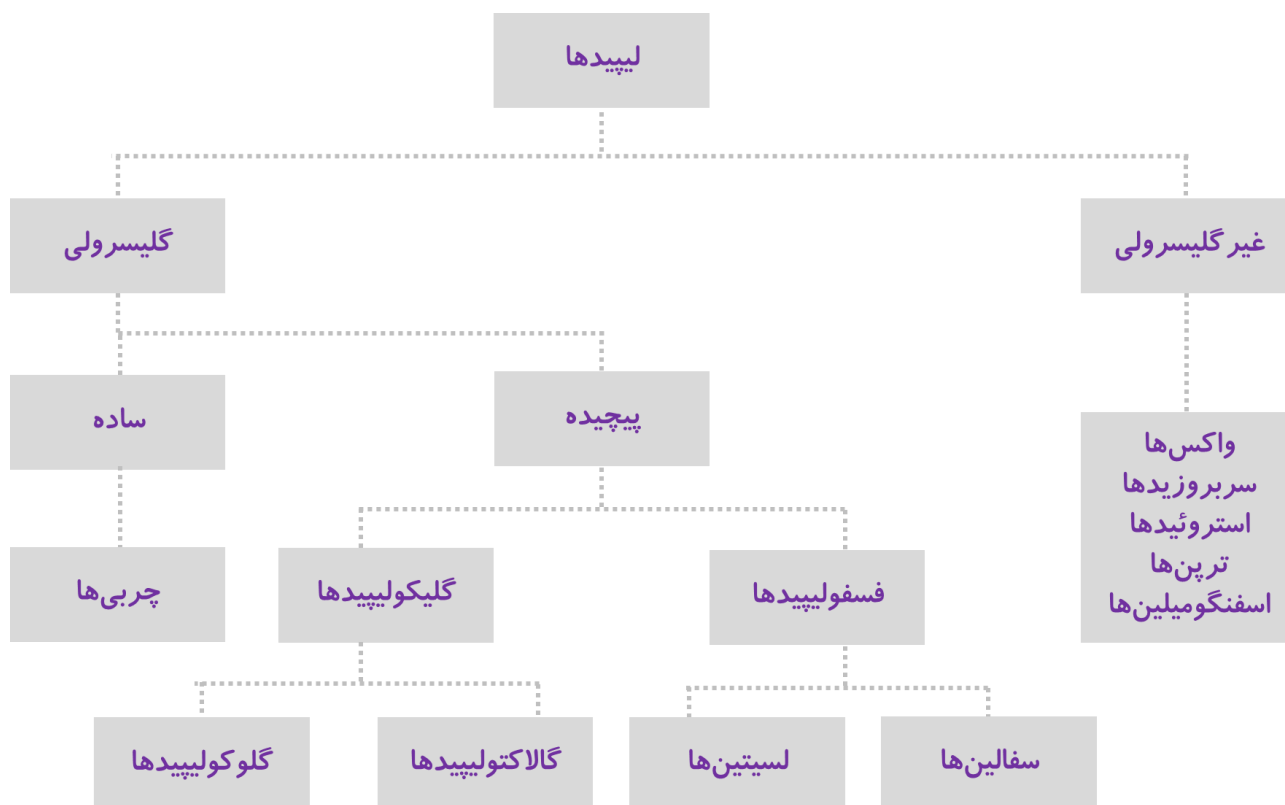 لیپیدها
غیر گلیسرولی
گلیسرولی
پیچیده
ساده
واکس‌ها
سربروزیدها
استروئیدها
ترپن‌ها
اسفنگومیلین‌ها
فسفولیپیدها
گلیکولیپیدها
چربی‌ها
سفالین‌ها
لسیتین‌ها
گالاکتولیپیدها
گلوکولیپیدها